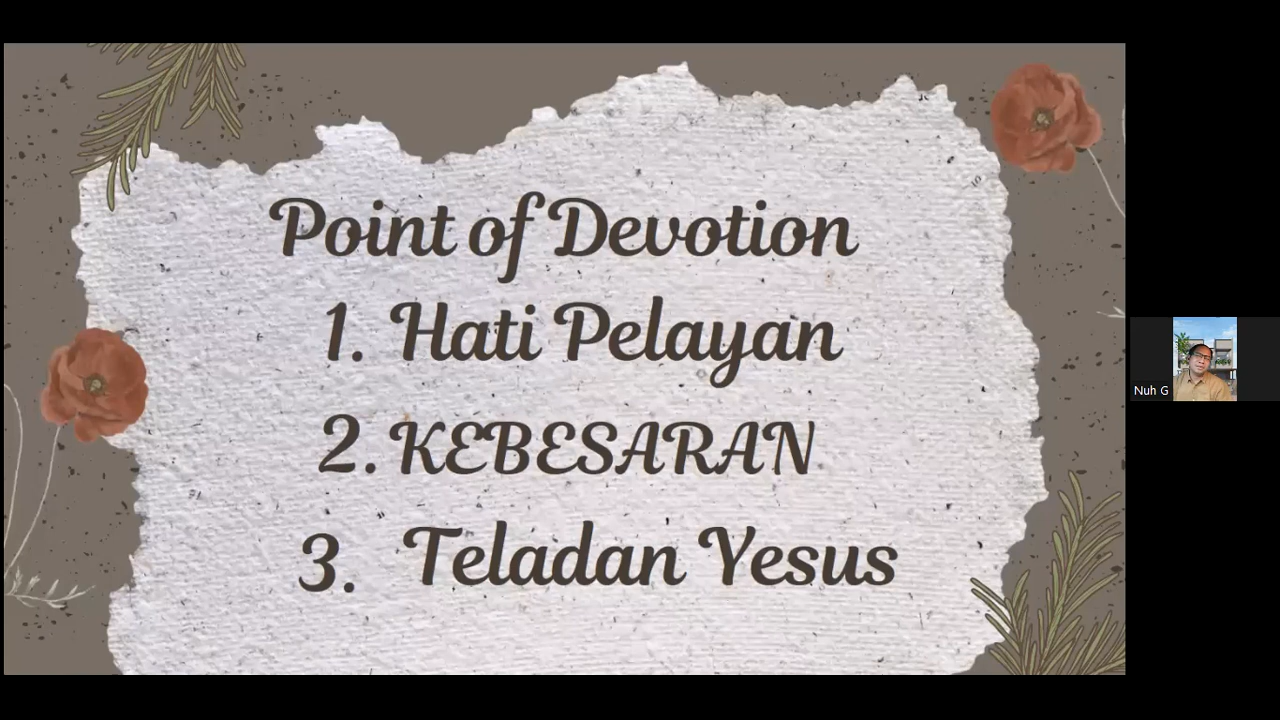 Point of Devotion
1. Hati Pelayan
2. KEBESARAN
3. Teladan Yesus
Nuh G